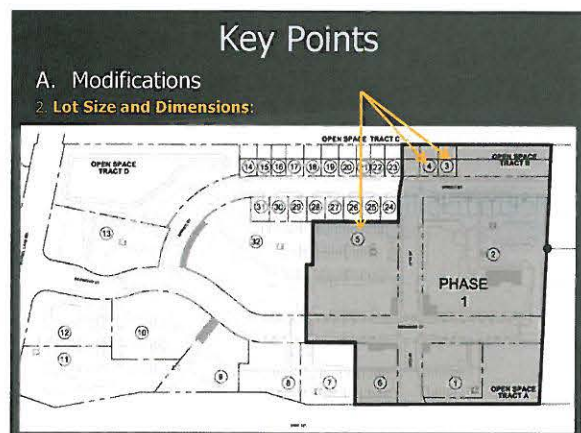 Key Points
A. Modifications
2. Lot Size and Dimensions:
OPEN SPACE TRACT C
OPEN SPACE
TRACT D
OPEN SPACE
TRACT B
14 15 16 17 18 19 20 21 22 23
4 3
31 30 29 28 27 26 25 24
13
32
5
2
PHASE
1
12
11
10
9
8
7
6
1
OPEN SPACE
TRACT A